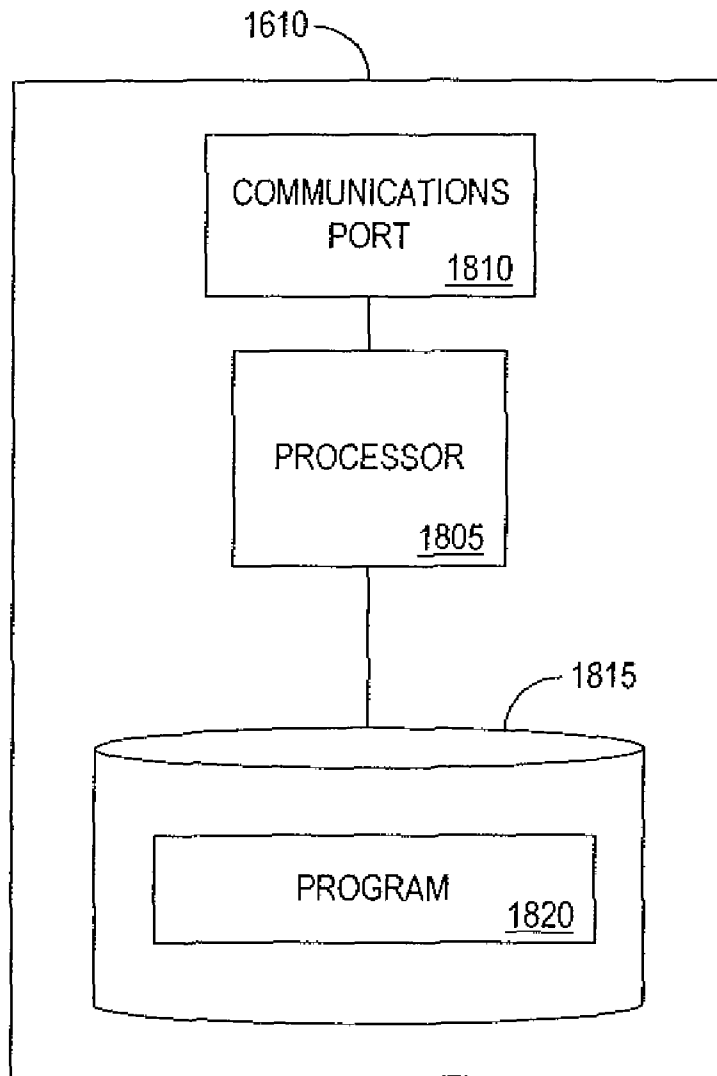 1610
COMMUNICATIONS
PORT
1810
PROCESSOR
1805
1815
PROGRAM
1820